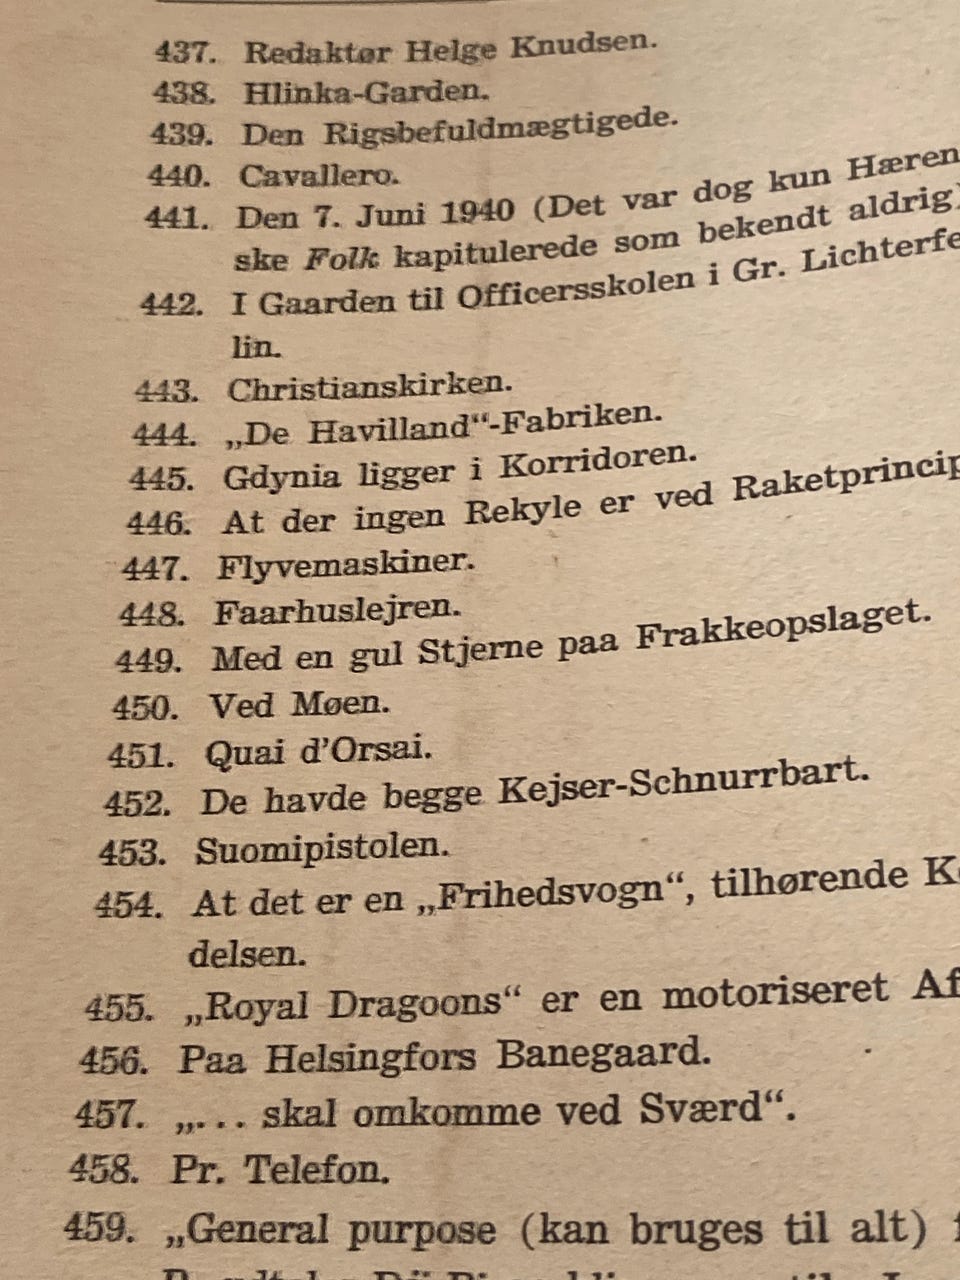 437. Redaktør Helge Knudsen.
438. Hlinka-Garden.
439. Den Rigsbefuldmægtigede.
440. Cavallero.
441. Den 7. Juni 1940 (Det var dog kun Hæren
ske Folk kapitulerede som bekendt aldrig)
442. I Gaarden til Officersskolen i Gr. Lichterfe
lin.
443. Christianskirken.
444. „De Havilland“-Fabriken.
445. Gdynia ligger i Korridoren.
446. At der ingen Rekyle er ved Raketprincip
447. Flyvemaskiner.
448. Faarhuslejren.
449. Med en gul Stjerne paa Frakkeopslaget.
450. Ved Møen.
451. Quai d'Orsai.
452. De havde begge Kejser-Schnurrbart.
453. Suomipistolen.
454. At det er en „Frihedsvogn“, tilhørende K
delsen.
455. „Royal Dragoons“ er en motoriseret Af
456. Paa Helsingfors Banegaard.
457. „... skal omkomme ved Sværd“.
458. Pr. Telefon.
459. „General purpose (kan bruges til alt)